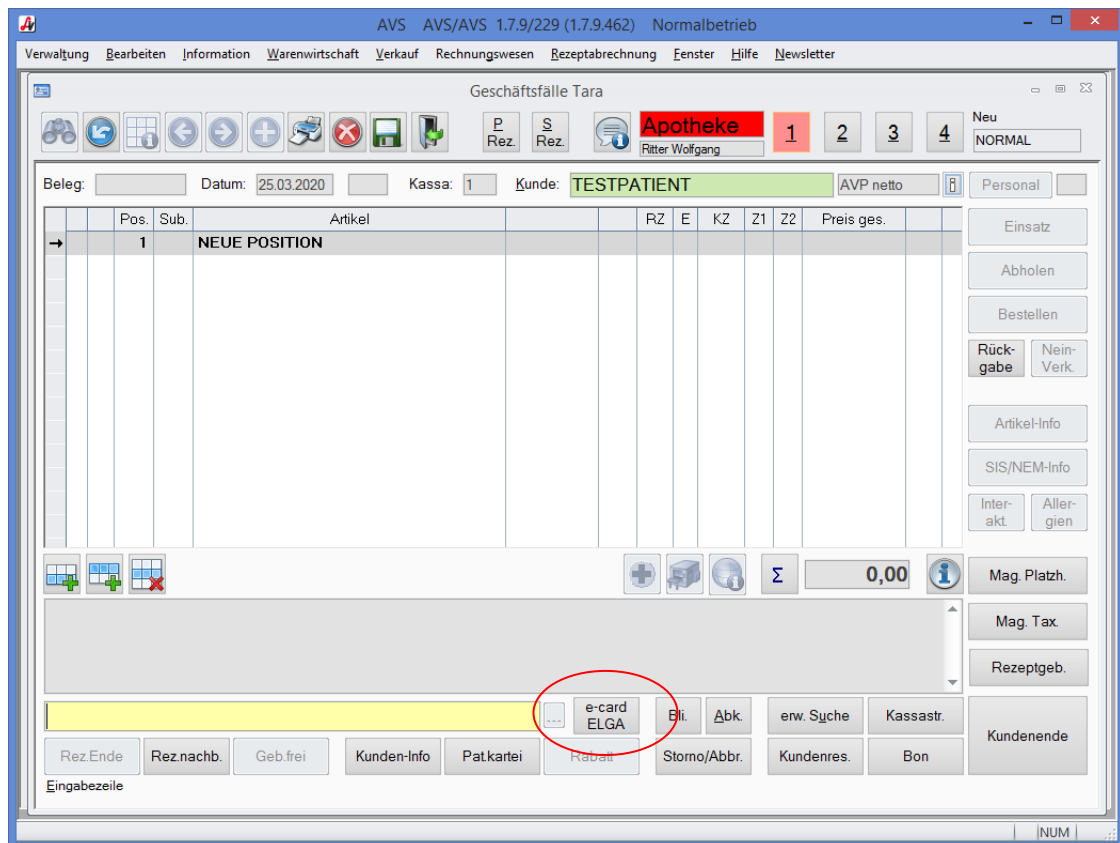 AVS AVS/AVS 1.7.9/229 (1.7.9.462) Normalbetrieb
Verwaltung Bearbeiten Information Warenwirtschaft Verkauf Rechnungswesen Rezeptabrechnung Fenster Hilfe Newsletter
Geschäftsfälle Tara
P Rez.
S Rez.
Apotheke
Ritter Wolfgang
1 2 3 4
Neu
NORMAL
Beleg: Datum: 25.03.2020 Kassa: 1 Kunde: TESTPATIENT AVP netto Personal
Pos. Sub. Artikel RZ E KZ Z1 Z2 Preis ges.
→ 1 NEUE POSITION
Einsatz
Abholen
Bestellen
Rück-
gabe
Nein-
Verk.
Artikel-Info
SIS/NEM-Info
Inter-
akt.
Aller-
gien
Σ 0,00 Mag. Platzh.
Mag. Tax.
Rezeptgeb.
... e-card
ELGA
Bli. Abk. erw. Suche Kassastr.
Kundenende
Rez.Ende Rez.nachb. Geb.frei Kunden-Info Pat.kartei Rabatt Storno/Abbr. Kundenres. Bon
Eingabezeile
NUM